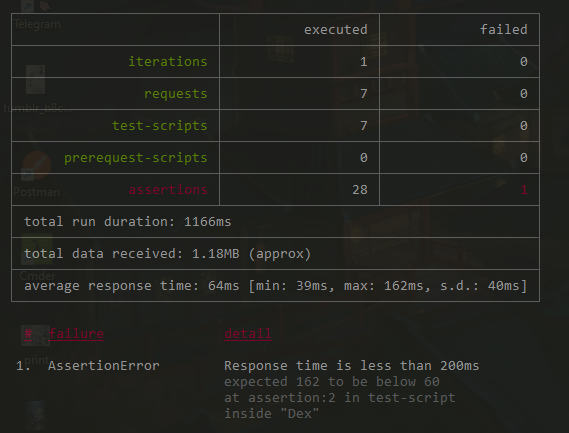 Telegram
executed failed
iterations 1 0
requests 7 0
test-scripts 7 0
prerequest-scripts 0 0
Postman
assertions 28 1
total run duration: 1166ms
total data received: 1.18MB (approx)
Cmder
average response time: 64ms [min: 39ms, max: 162ms, s.d.: 40ms]
# failure detail
print
1. AssertionError Response time is less than 200ms
expected 162 to be below 60
at assertion:2 in test-script
inside "Dex"